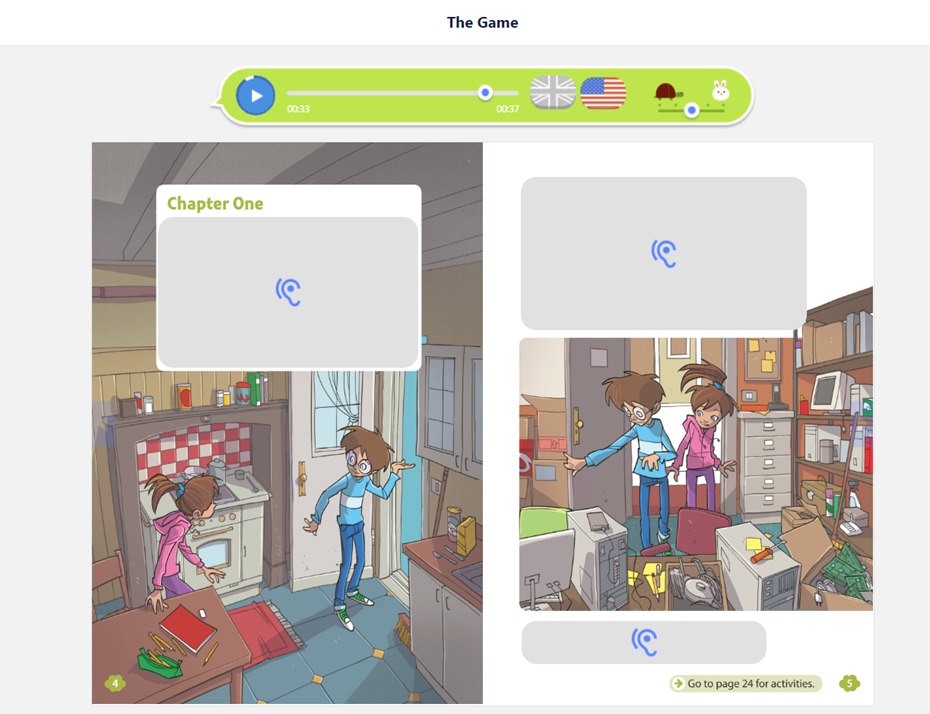 The Game
00:33
00:37
Chapter One
4
Go to page 24 for activities.
5